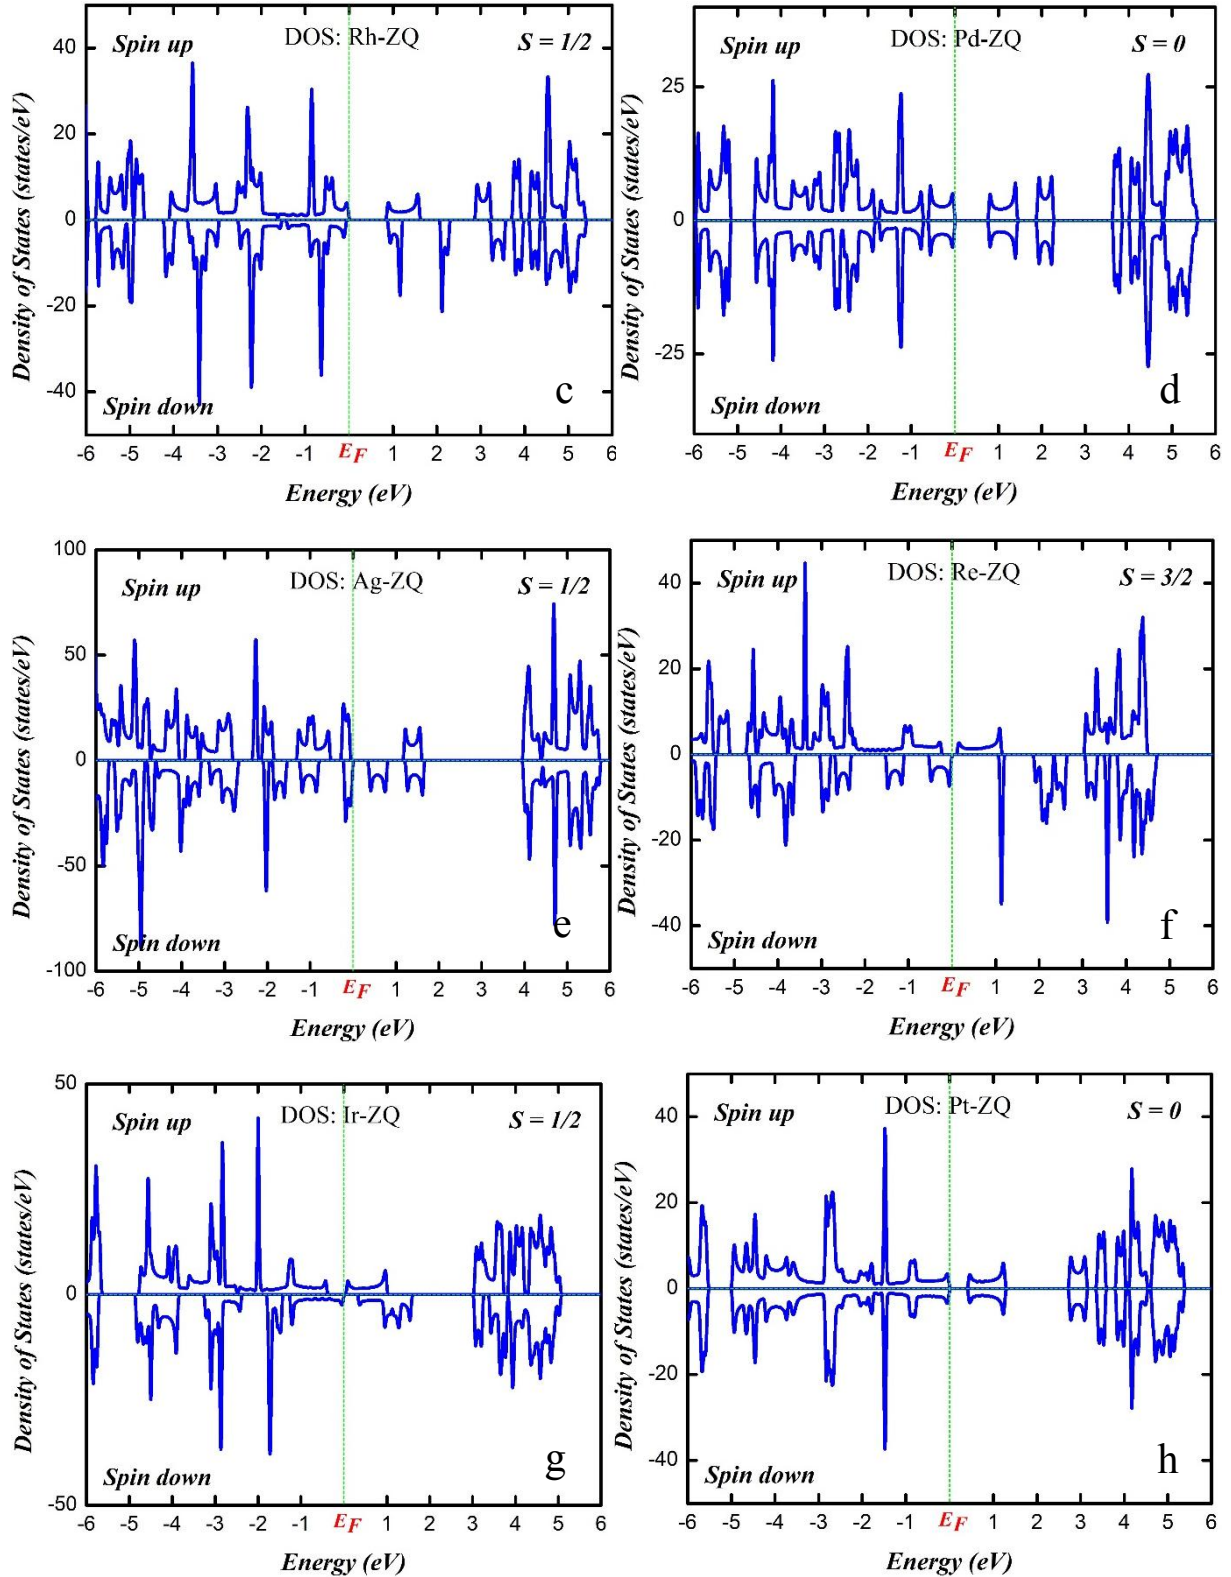 Spin up DOS: Rh-ZQ S = 1/2
Density of States (states/eV)
40
20
0
-20
-40
Spin down c
-6 -5 -4 -3 -2 -1 EF 1 2 3 4 5 6
Energy (eV)
Spin up DOS: Pd-ZQ S = 0
Density of States (states/eV)
25
0
-25
Spin down d
-6 -5 -4 -3 -2 -1 EF 1 2 3 4 5 6
Energy (eV)
Spin up DOS: Ag-ZQ S = 1/2
Density of States (states/eV)
100
50
0
-50
-100
Spin down e
-6 -5 -4 -3 -2 -1 EF 1 2 3 4 5 6
Energy (eV)
Spin up DOS: Re-ZQ S = 3/2
Density of States (states/eV)
40
20
0
-20
-40
Spin down f
-6 -5 -4 -3 -2 -1 EF 1 2 3 4 5 6
Energy (eV)
Spin up DOS: Ir-ZQ S = 1/2
Density of States (states/eV)
50
0
-50
Spin down g
-6 -5 -4 -3 -2 -1 EF 1 2 3 4 5 6
Energy (eV)
Spin up DOS: Pt-ZQ S = 0
Density of States (states/eV)
40
20
0
-20
-40
Spin down h
-6 -5 -4 -3 -2 -1 EF 1 2 3 4 5 6
Energy (eV)